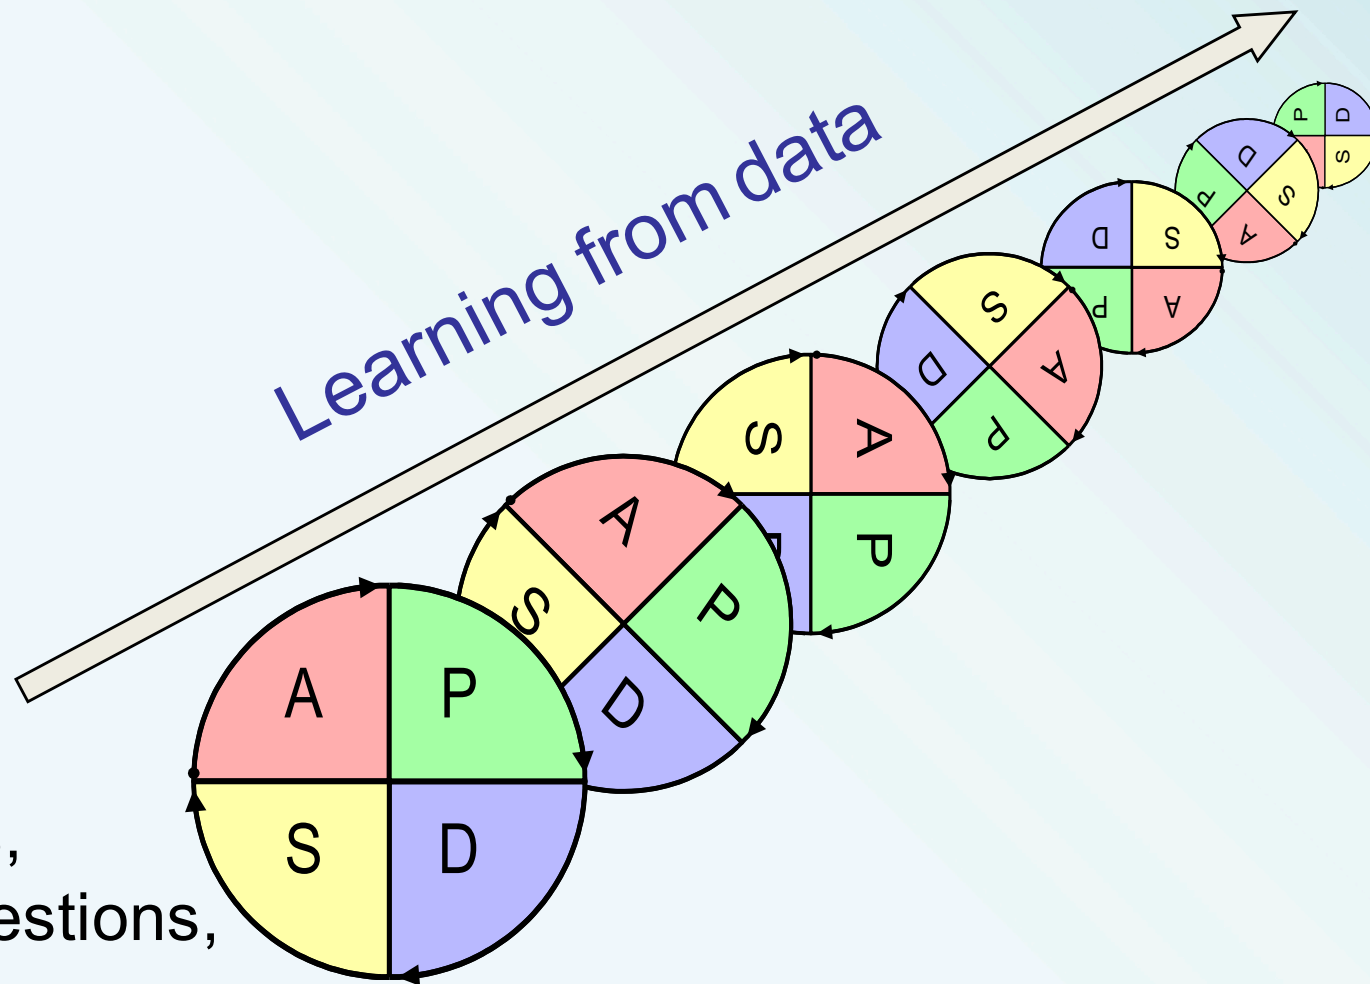 Learning from data
P D
S
D
P S
A
D S
P A
S
D A
P
S A
P
A
S P
D
A P
S D
,
estions,